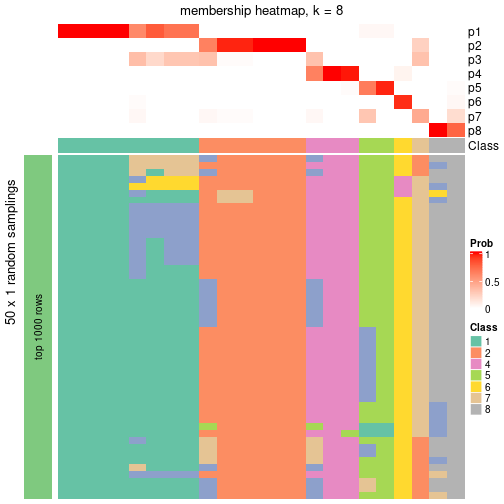 membership heatmap, k = 8
p1
p2
p3
p4
p5
p6
p7
p8
Class
50 x 1 random samplings
top 1000 rows
Prob
1
0.5
0
Class
1
2
4
5
6
7
8